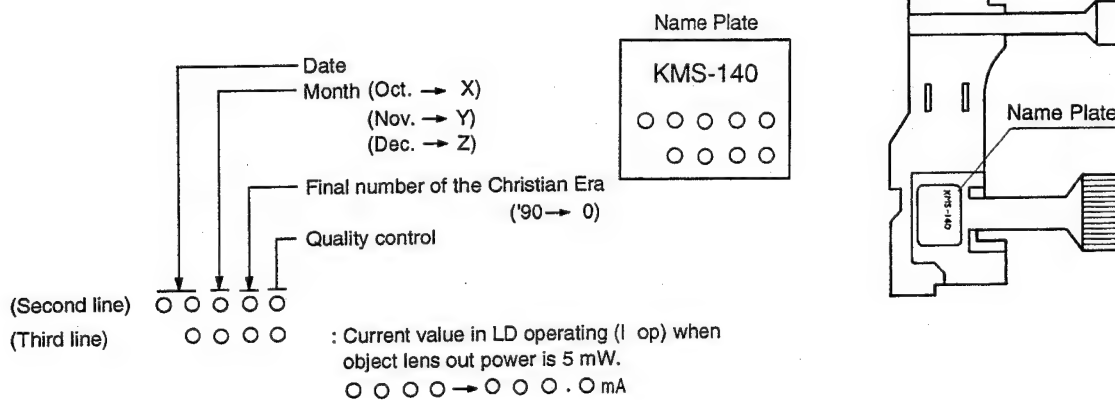 Name Plate
KMS-140
○ ○ ○ ○ ○
○ ○ ○ ○
Date
Month (Oct. → X)
(Nov. → Y)
(Dec. → Z)
Final number of the Christian Era
('90→ 0)
Quality control
(Second line) ○ ○ ○ ○ ○
(Third line) ○ ○ ○ ○ : Current value in LD operating (I op) when
object lens out power is 5 mW.
○ ○ ○ ○ → ○ ○ ○ . ○ mA
Name Plate
KMS-140